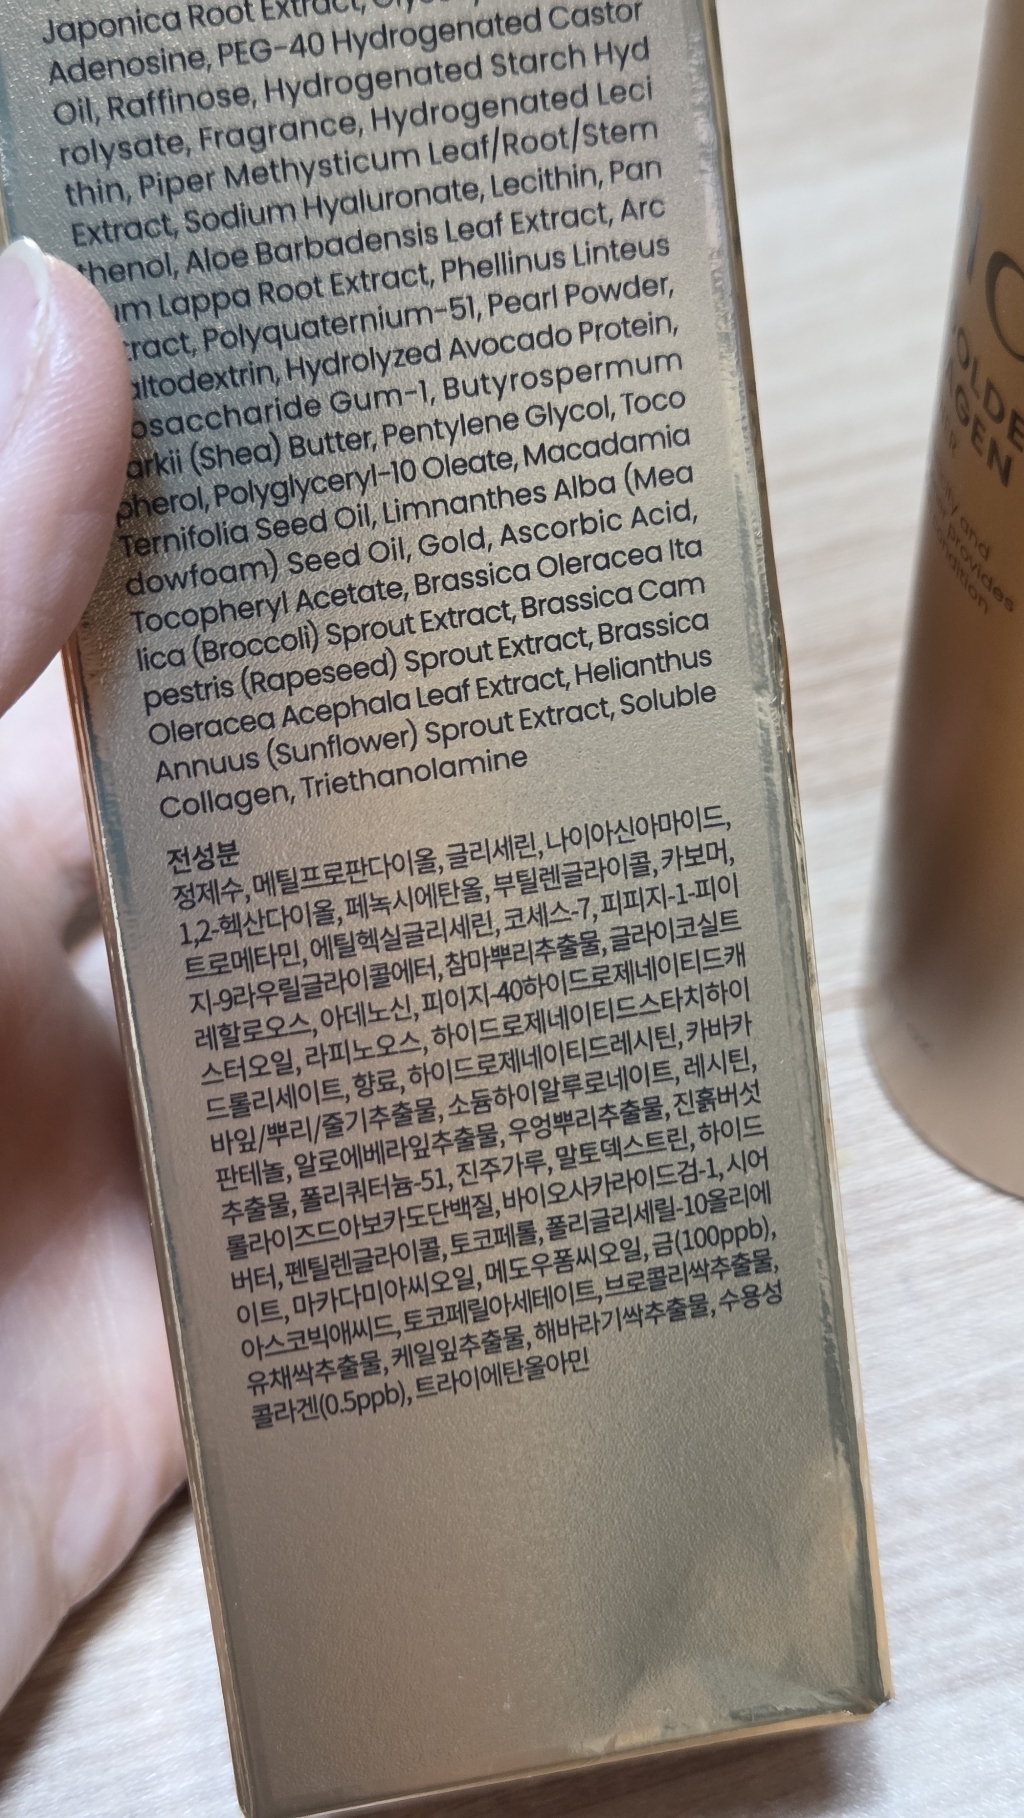 Japonica Root Extract,
Adenosine, PEG-40 Hydrogenated Castor
Oil, Raffinose, Hydrogenated Starch Hyd
rolysate, Fragrance, Hydrogenated Leci
thin, Piper Methysticum Leaf/Root/Stem
Extract, Sodium Hyaluronate, Lecithin, Pan
thenol, Aloe Barbadensis Leaf Extract, Arc
um Lappa Root Extract, Phellinus Linteus
tract, Polyquaternium-51, Pearl Powder,
altodextrin, Hydrolyzed Avocado Protein,
osaccharide Gum-1, Butyrospermum
arkii (Shea) Butter, Pentylene Glycol, Toco
pherol, Polyglyceryl-10 Oleate, Macadamia
Ternifolia Seed Oil, Limnanthes Alba (Mea
dowfoam) Seed Oil, Gold, Ascorbic Acid,
Tocopheryl Acetate, Brassica Oleracea Ita
lica (Broccoli) Sprout Extract, Brassica Cam
pestris (Rapeseed) Sprout Extract, Brassica
Oleracea Acephala Leaf Extract, Helianthus
Annuus (Sunflower) Sprout Extract, Soluble
Collagen, Triethanolamine
전성분
정제수, 메틸프로판다이올, 글리세린, 나이아신아마이드,
1,2-헥산다이올, 페녹시에탄올, 부틸렌글라이콜, 카보머,
트로메타민, 에틸헥실글리세린, 코세스-7, 피피지-1-피이
지-9라우릴글라이콜에터, 참마뿌리추출물, 글라이코실트
레할로오스, 아데노신, 피이지-40하이드로제네이티드캐
스터오일, 라피노오스, 하이드로제네이티드스타치하이
드롤리세이트, 향료, 하이드로제네이티드레시틴, 카바카
바잎/뿌리/줄기추출물, 소듐하이알루로네이트, 레시틴,
판테놀, 알로에베라잎추출물, 우엉뿌리추출물, 진흙버섯
추출물, 폴리쿼터늄-51, 진주가루, 말토덱스트린, 하이드
롤라이즈드아보카도단백질, 바이오사카라이드검-1, 시어
버터, 펜틸렌글라이콜, 토코페롤, 폴리글리세릴-10올리에
이트, 마카다미아씨오일, 메도우폼씨오일, 금(100ppb),
아스코빅애씨드, 토코페릴아세테이트, 브로콜리싹추출물,
유채싹추출물, 케일잎추출물, 해바라기싹추출물, 수용성
콜라겐(0.5ppb), 트라이에탄올아민
OLDE
AGEN
and
provides